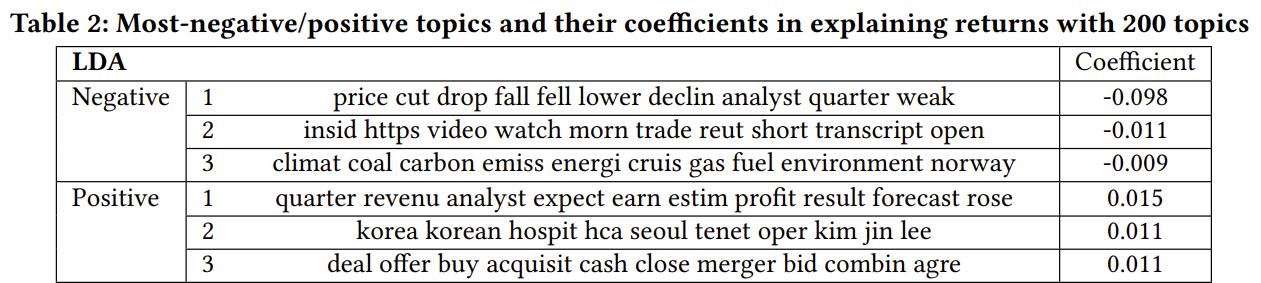 Table 2: Most-negative/positive topics and their coefficients in explaining returns with 200 topics
LDA Coefficient
Negative 1 price cut drop fall fell lower declin analyst quarter weak -0.098
2 insid https video watch morn trade reut short transcript open -0.011
3 climat coal carbon emiss energi cruis gas fuel environment norway -0.009
Positive 1 quarter revenu analyst expect earn estim profit result forecast rose 0.015
2 korea korean hospit hca seoul tenet oper kim jin lee 0.011
3 deal offer buy acquisit cash close merger bid combin agre 0.011